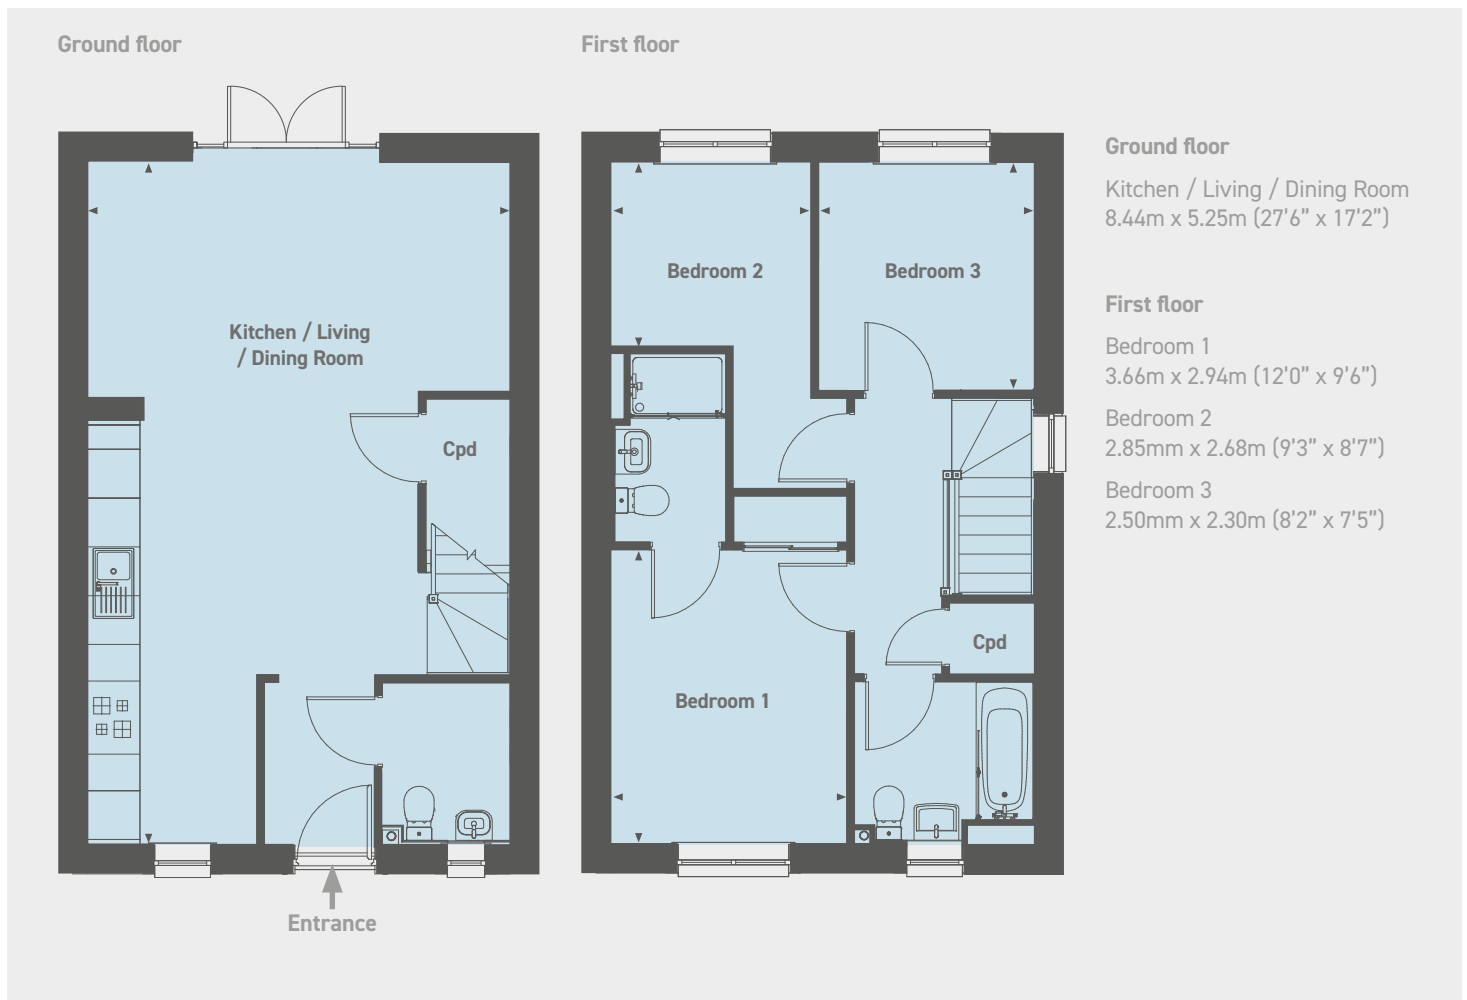 Ground floor
First floor
Kitchen / Living
/ Dining Room
Cpd
Entrance
Bedroom 2
Bedroom 3
Bedroom 1
Cpd
Ground floor
Kitchen / Living / Dining Room
8.44m x 5.25m (27’6” x 17’2”)
First floor
Bedroom 1
3.66m x 2.94m (12’0” x 9’6”)
Bedroom 2
2.85mm x 2.68m (9’3” x 8’7”)
Bedroom 3
2.50mm x 2.30m (8’2” x 7’5”)